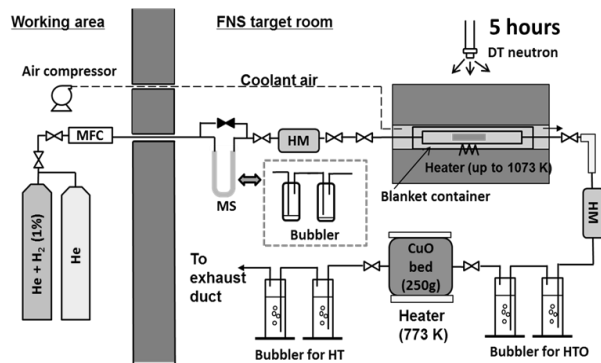 Working area
FNS target room
5 hours
DT neutron
Air compressor
Coolant air
MFC
HM
Heater (up to 1073 K)
Blanket container
MS
Bubbler
HM
He + H₂ (1%)
He
To
exhaust
duct
CuO
bed
(250g)
Heater
(773 K)
Bubbler for HT
Bubbler for HTO